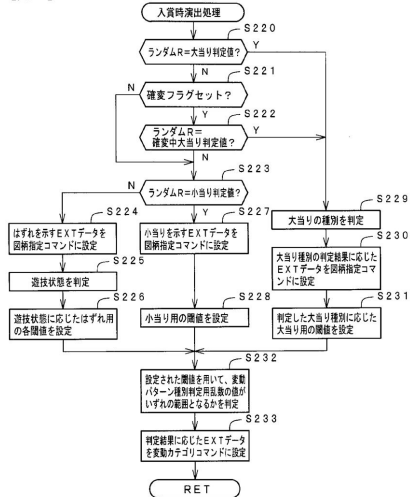 入賞時演出処理
S220
ランダムR=大当り判定値?
Y
N
S221
確変フラグセット?
N
Y
S222
ランダムR=
確変中大当り判定値?
Y
N
S223
ランダムR=小当り判定値?
N
Y
S224
はずれを示すEXTデータを
図柄指定コマンドに設定
S225
遊技状態を判定
S226
遊技状態に応じたはずれ用
の各閾値を設定
S227
小当りを示すEXTデータを
図柄指定コマンドに設定
S228
小当り用の閾値を設定
S229
大当りの種別を判定
S230
大当り種別の判定結果に応じた
EXTデータを図柄指定コマ
ンドに設定
S231
判定した大当り種別に応じた
大当り用の閾値を設定
S232
設定された閾値を用いて、変動
パターン種別判定用乱数の値が
いずれの範囲となるかを判定
S233
判定結果に応じたEXTデータ
を変動カテゴリコマンドに設定
RET